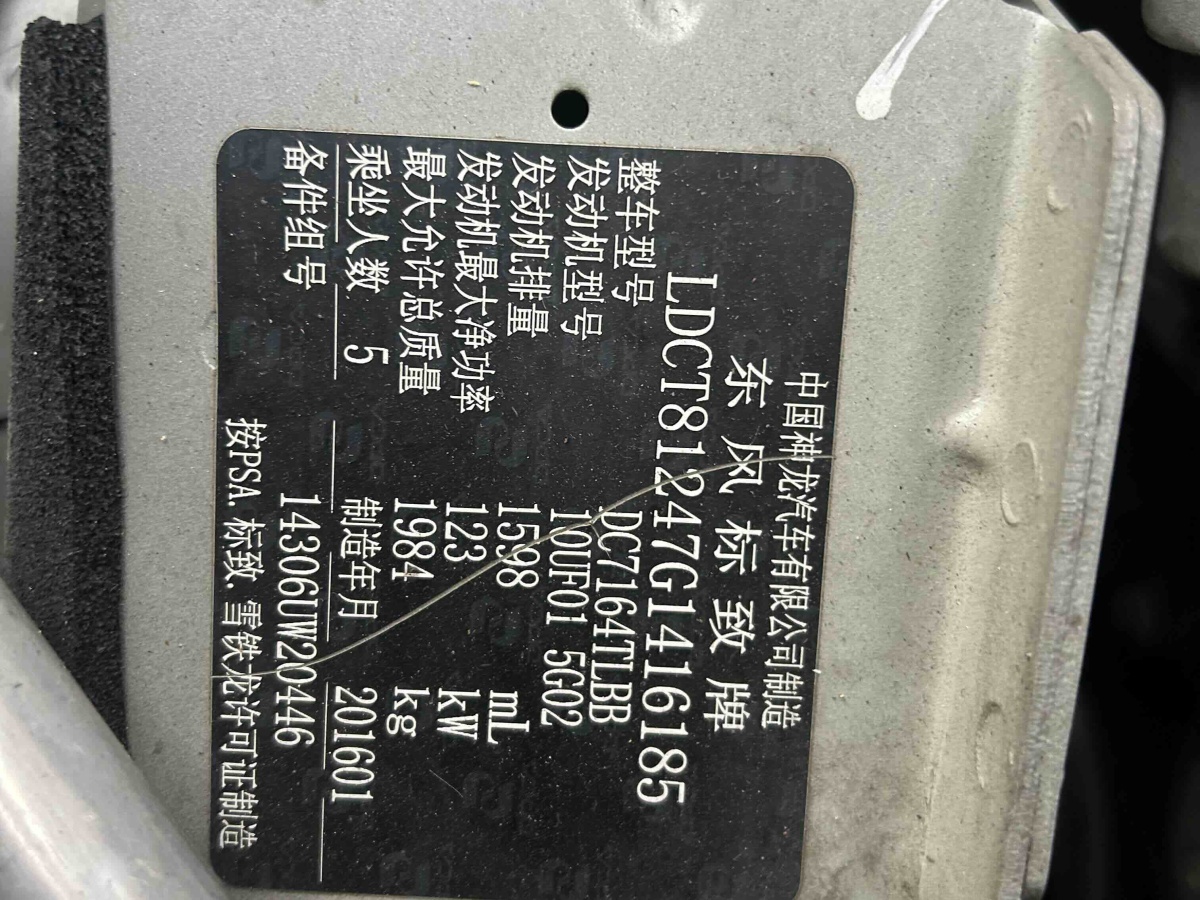 中国神龙汽车有限公司制造
东风标致牌
LDCT81247G1416185
整车型号 DC7164TLBB
发动机型号 10UF01 5G02
发动机排量 1598 mL
发动机最大净功率 123 kW
最大允许总质量 1984 kg
乘坐人数 5 制造年月 201601
备件组号 14306UW20446
按PSA. 标致. 雪铁龙许可证制造